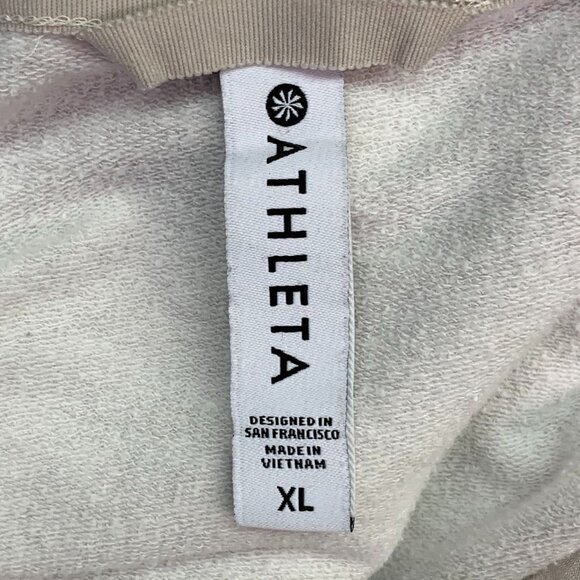 ATHLETA
DESIGNED IN
SAN FRANCISCO
MADE IN
VIETNAM
XL